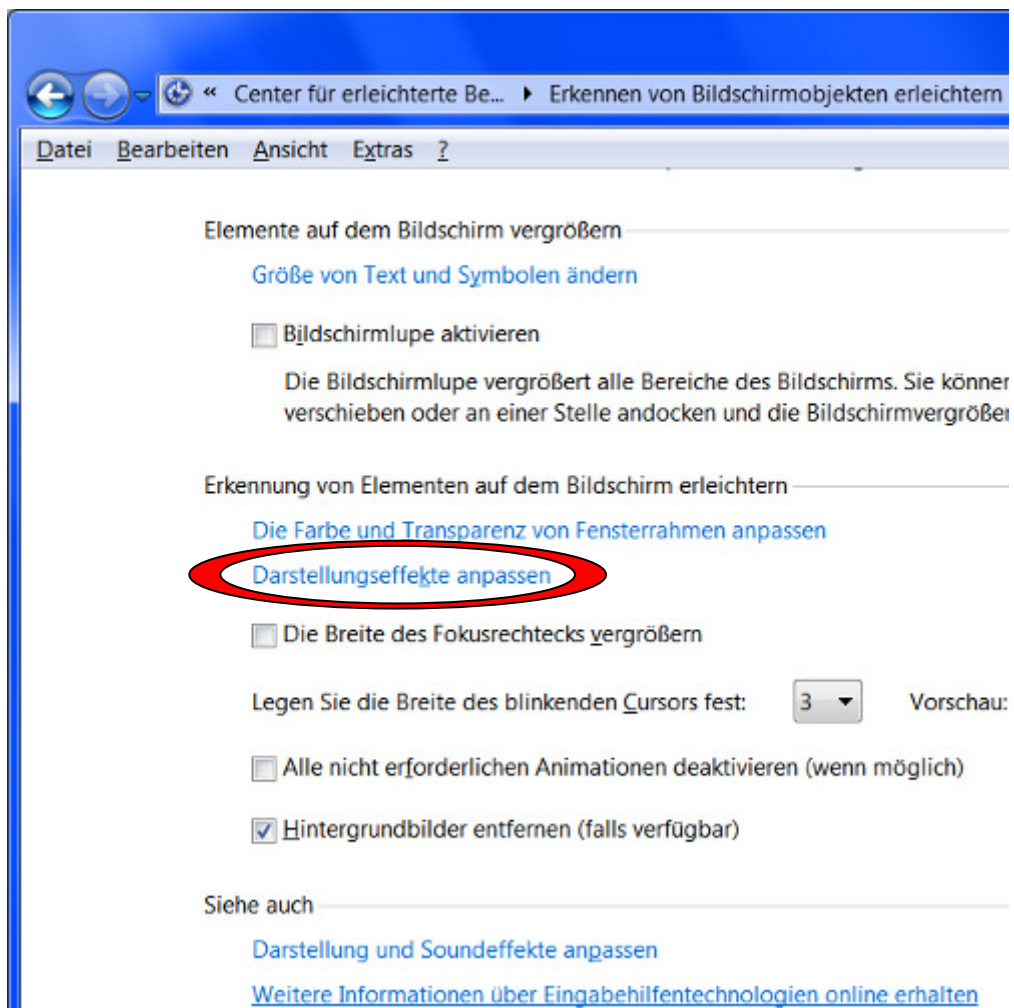 « Center für erleichterte Be... Erkennen von Bildschirmobjekten erleichtern
Datei Bearbeiten Ansicht Extras ?
Elemente auf dem Bildschirm vergrößern
Größe von Text und Symbolen ändern
Bildschirmlupe aktivieren
Die Bildschirmlupe vergrößert alle Bereiche des Bildschirms. Sie können
verschieben oder an einer Stelle andocken und die
Erkennung von Elementen auf dem Bildschirm erleichtern
Die Farbe und Transparenz von Fensterrahmen anpassen
Darstellungseffekte anpassen
Die Breite des Fokusrechtecks vergrößern
Legen Sie die Breite des blinkenden Cursors fest: 3 Vorschau:
Alle nicht erforderlichen Animationen deaktivieren (wenn möglich)
Hintergrundbilder entfernen (falls verfügbar)
Siehe auch
Darstellung und Soundeffekte anpassen
Weitere Informationen über Eingabehilfentechnologien online erhalten